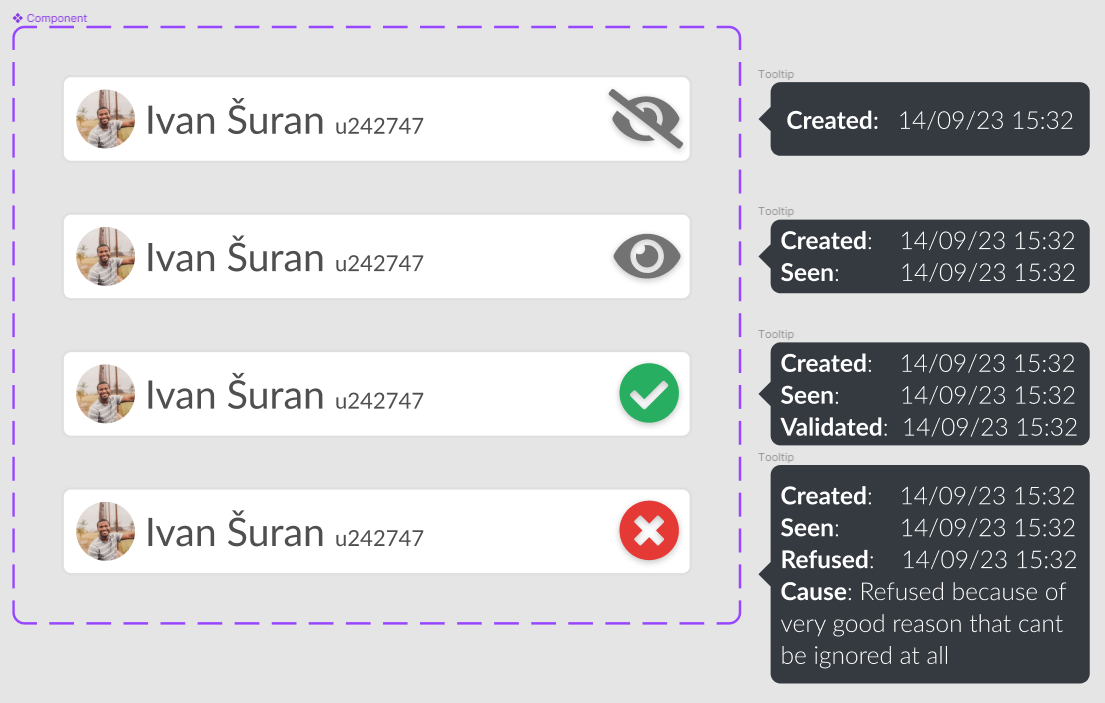 Component
Ivan Šuran u242747
Tooltip
Created: 14/09/23 15:32
Ivan Šuran u242747
Tooltip
Created: 14/09/23 15:32
Seen: 14/09/23 15:32
Ivan Šuran u242747
Tooltip
Created: 14/09/23 15:32
Seen: 14/09/23 15:32
Validated: 14/09/23 15:32
Ivan Šuran u242747
Tooltip
Created: 14/09/23 15:32
Seen: 14/09/23 15:32
Refused: 14/09/23 15:32
Cause: Refused because of
very good reason that cant
be ignored at all